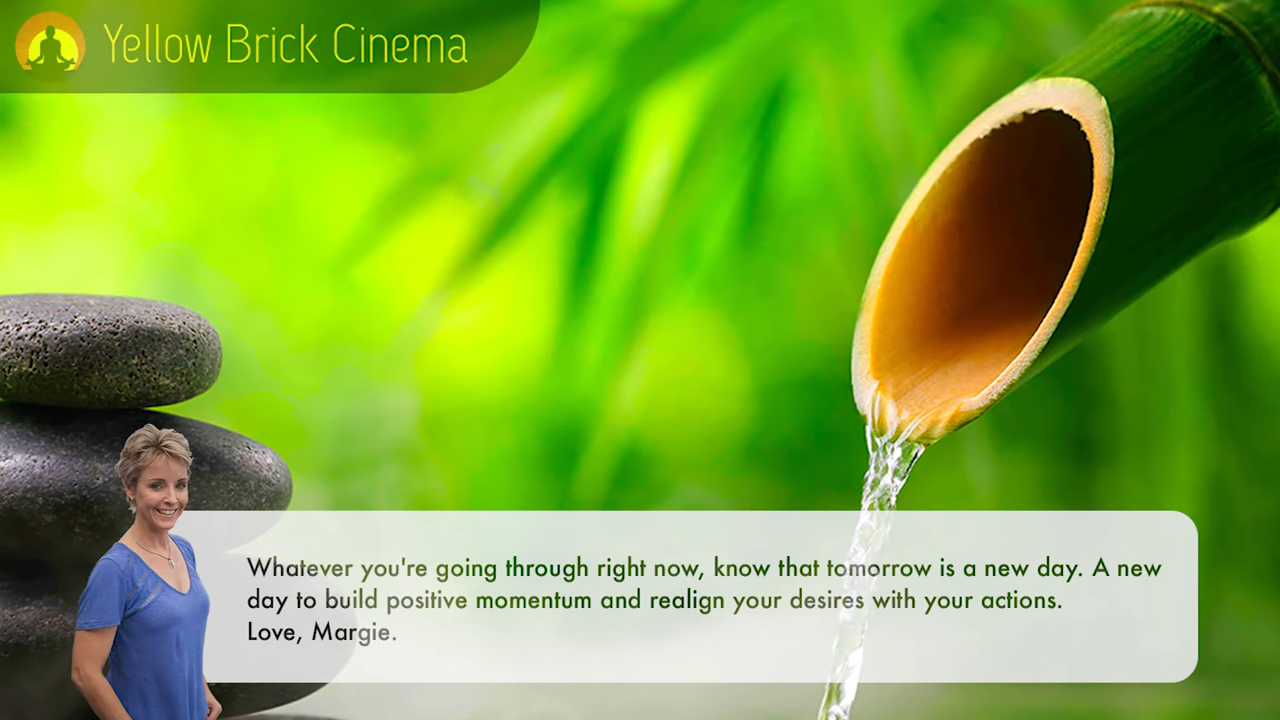 Yellow Brick Cinema
Whatever you're going through right now, know that tomorrow is a new day. A new
day to build positive momentum and realign your desires with your actions.
Love, Margie.